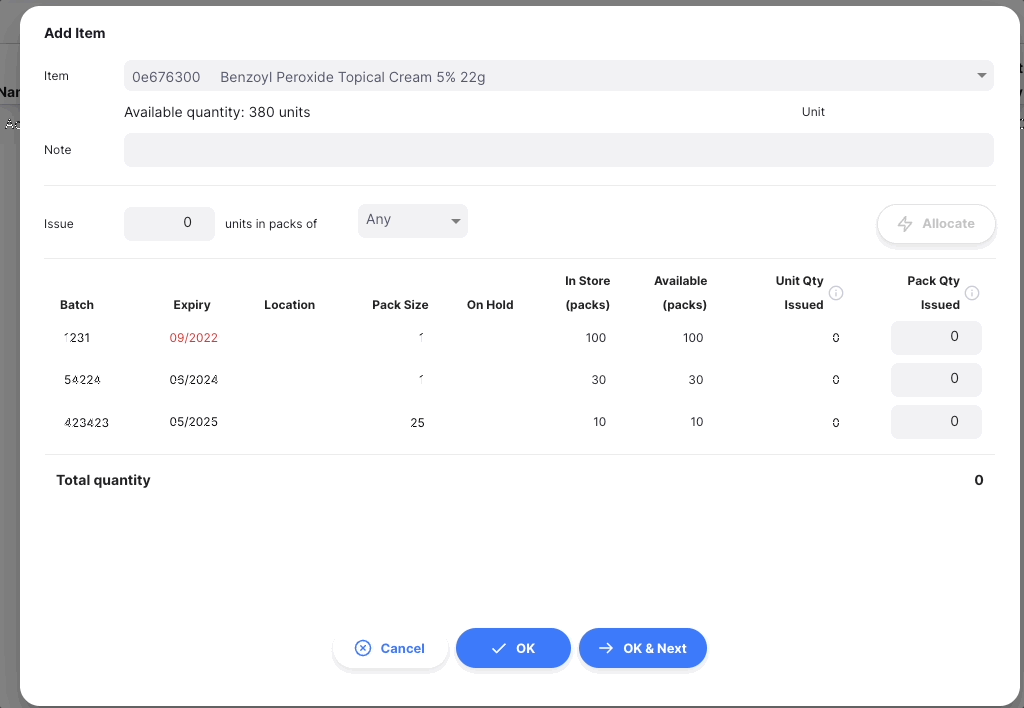 Add Item
Item 0e676300 Benzoyl Peroxide Topical Cream 5% 22g
Available quantity: 380 units Unit
Note
Issue 0 units in packs of Any Allocate
Batch Expiry Location Pack Size On Hold In Store (packs) Available (packs) Unit Qty Issued Pack Qty Issued
1231 09/2022 1 100 100 0 0
54224 06/2024 1 30 30 0 0
423423 05/2025 25 10 10 0 0
Total quantity 0
Cancel OK OK & Next